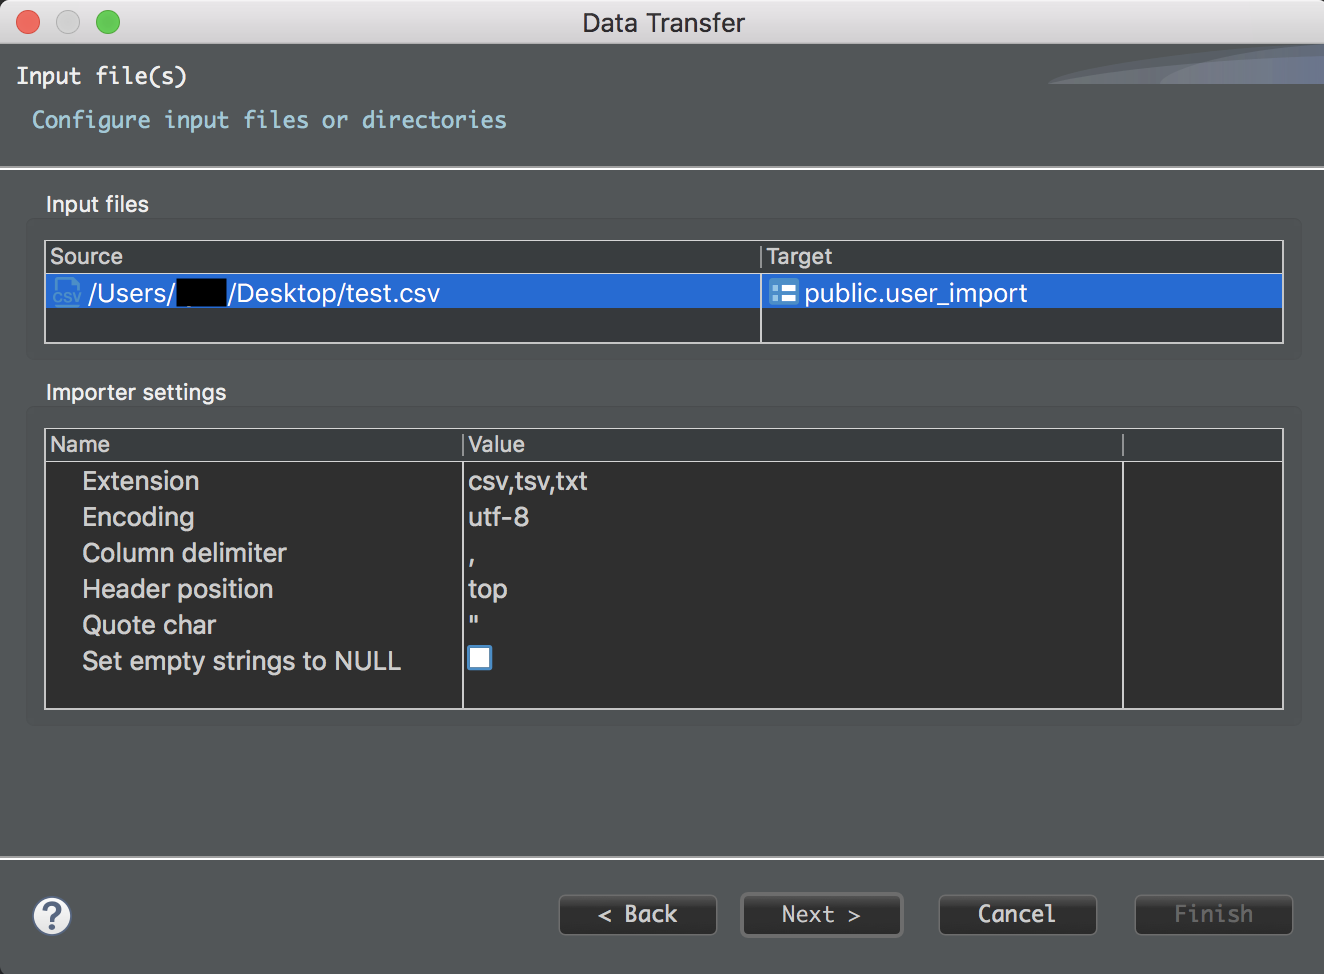 Data Transfer
Input file(s)
Configure input files or directories
Input files
Source Target
CSV /Users/ /Desktop/test.csv public.user_import
Importer settings
Name Value
Extension csv,tsv,txt
Encoding utf-8
Column delimiter ,
Header position top
Quote char "
Set empty strings to NULL
? < Back Next > Cancel Finish